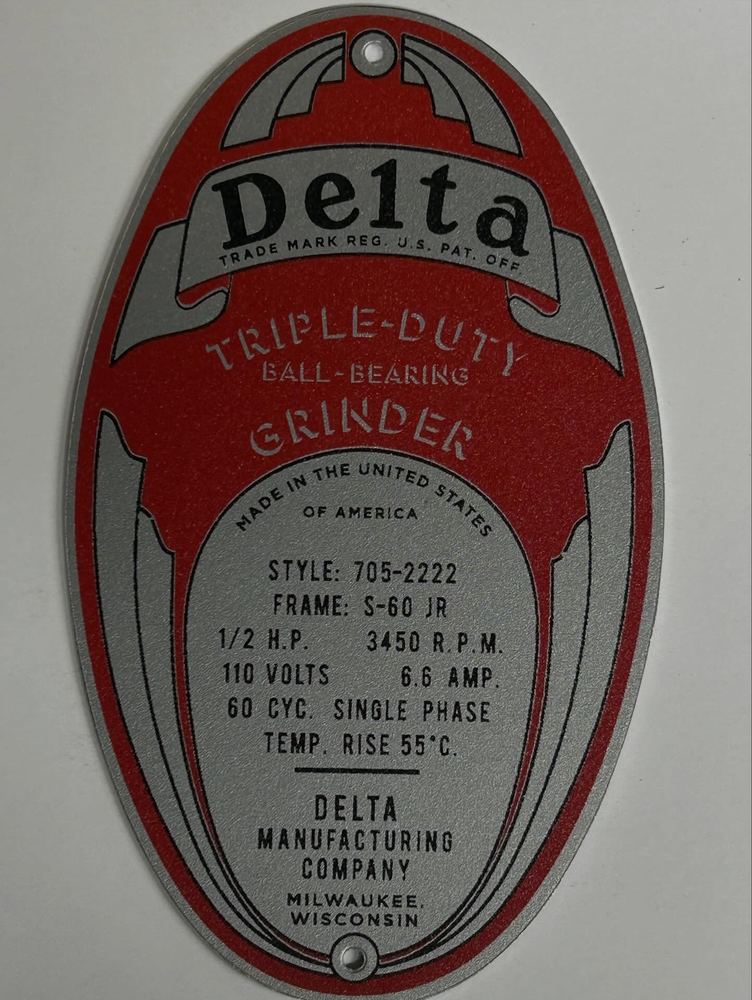 Delta
TRADE MARK REG. U.S. PAT. OFF.
TRIPLE-DUTY
BALL-BEARING
GRINDER
MADE IN THE UNITED STATES
OF AMERICA
STYLE: 705-2222
FRAME: S-60 JR
1/2 H.P. 3450 R.P.M.
110 VOLTS 6.6 AMP.
60 CYC. SINGLE PHASE
TEMP. RISE 55°C.
DELTA
MANUFACTURING
COMPANY
MILWAUKEE,
WISCONSIN